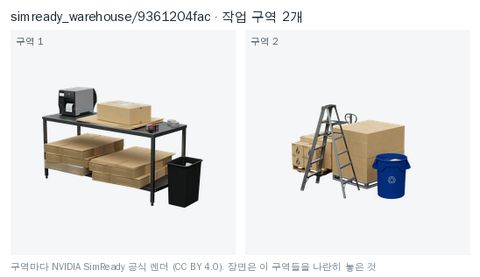 simready_warehouse/9361204fac · 작업 구역 2개
구역 1
구역 2
구역마다 NVIDIA SimReady 공식 렌더 (CC BY 4.0). 장면은 이 구역들을 나란히 놓은 것